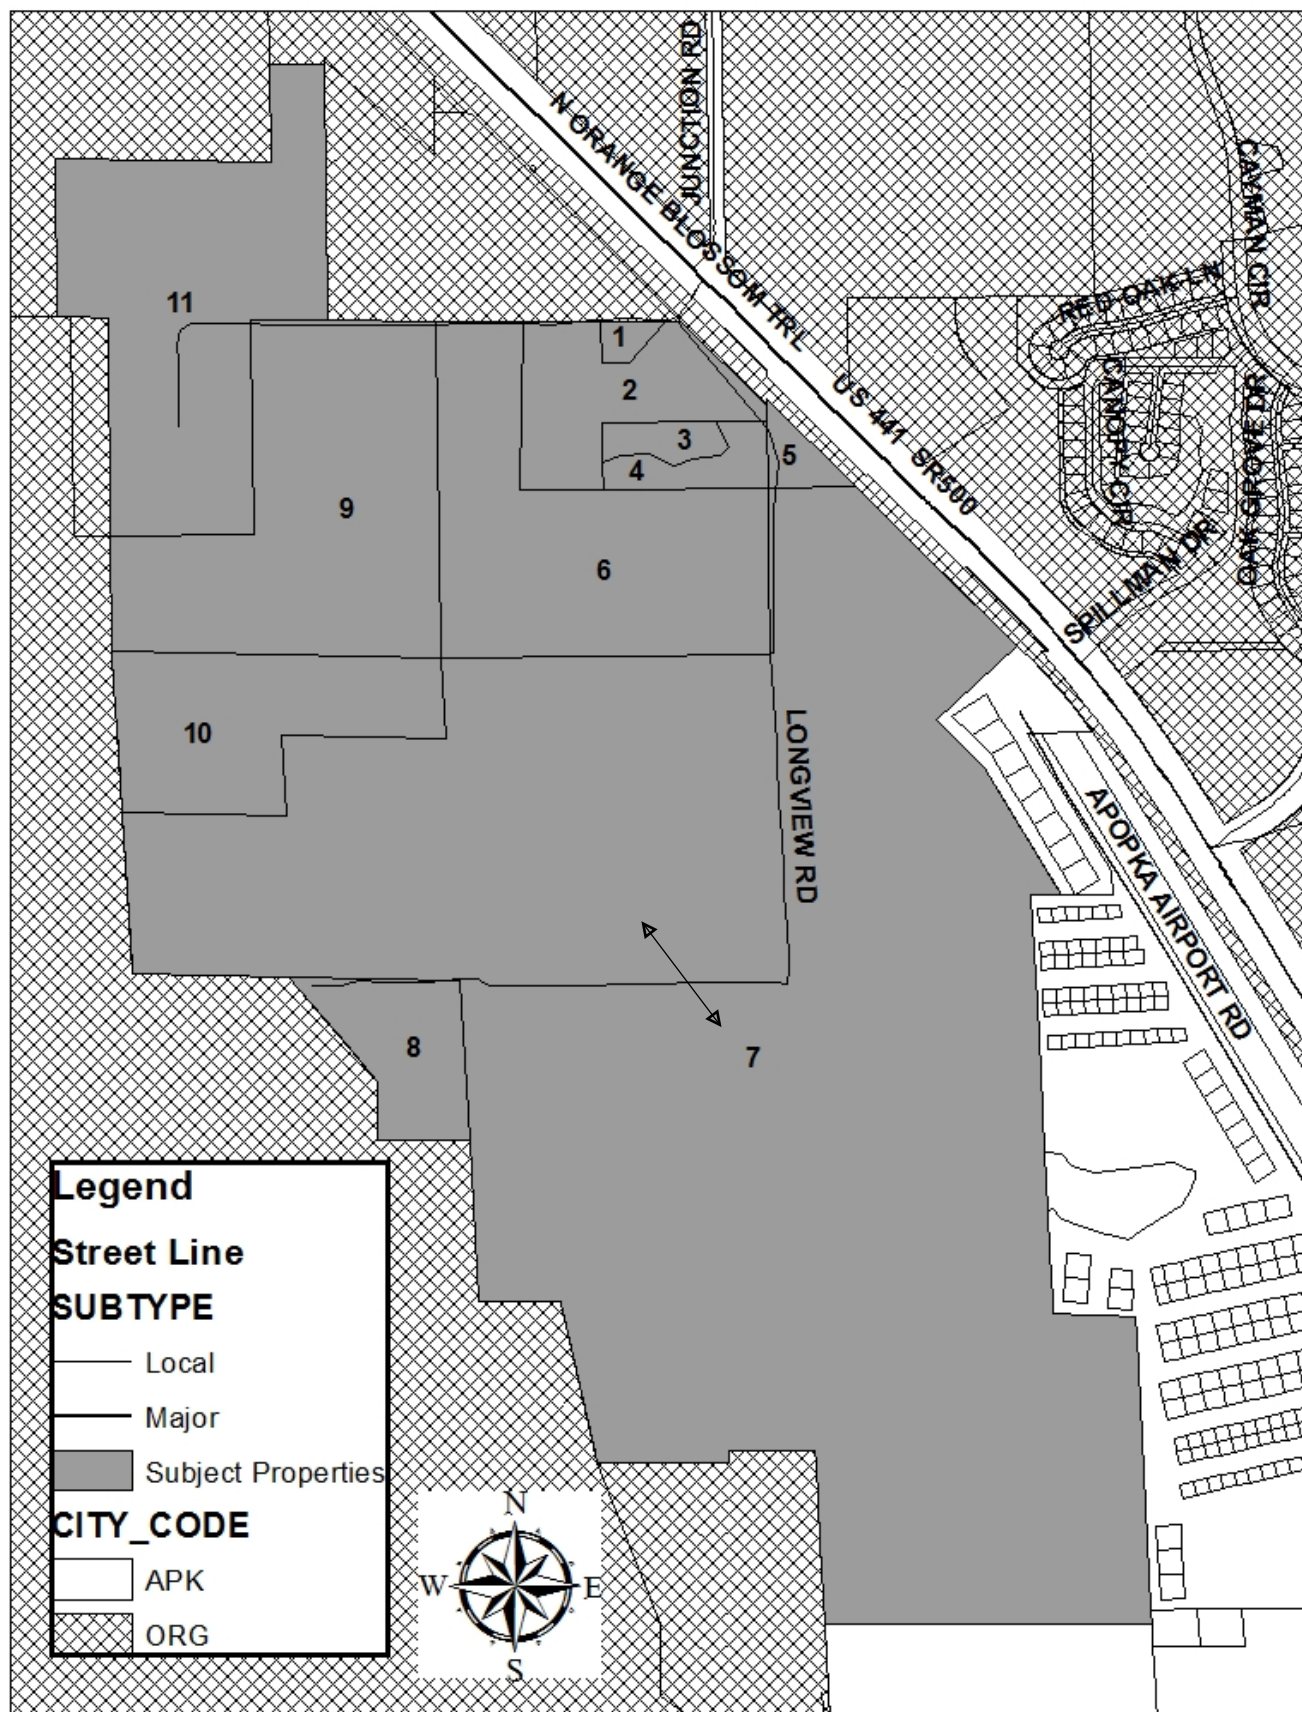 JUNCTION RD
N ORANGE BLOSSOM TRL
US 441 SR500
CAYMAN CIR
RED OAK LN
CANOPY CIR
OAK GROVE DR
SPILLMAN DR
11
1
2
3
4
5
9
6
10
LONGVIEW RD
APOPKA AIRPORT RD
8
7
Legend
Street Line
SUBTYPE
Local
Major
Subject Properties
CITY_CODE
APK
ORG
N
W
E
S